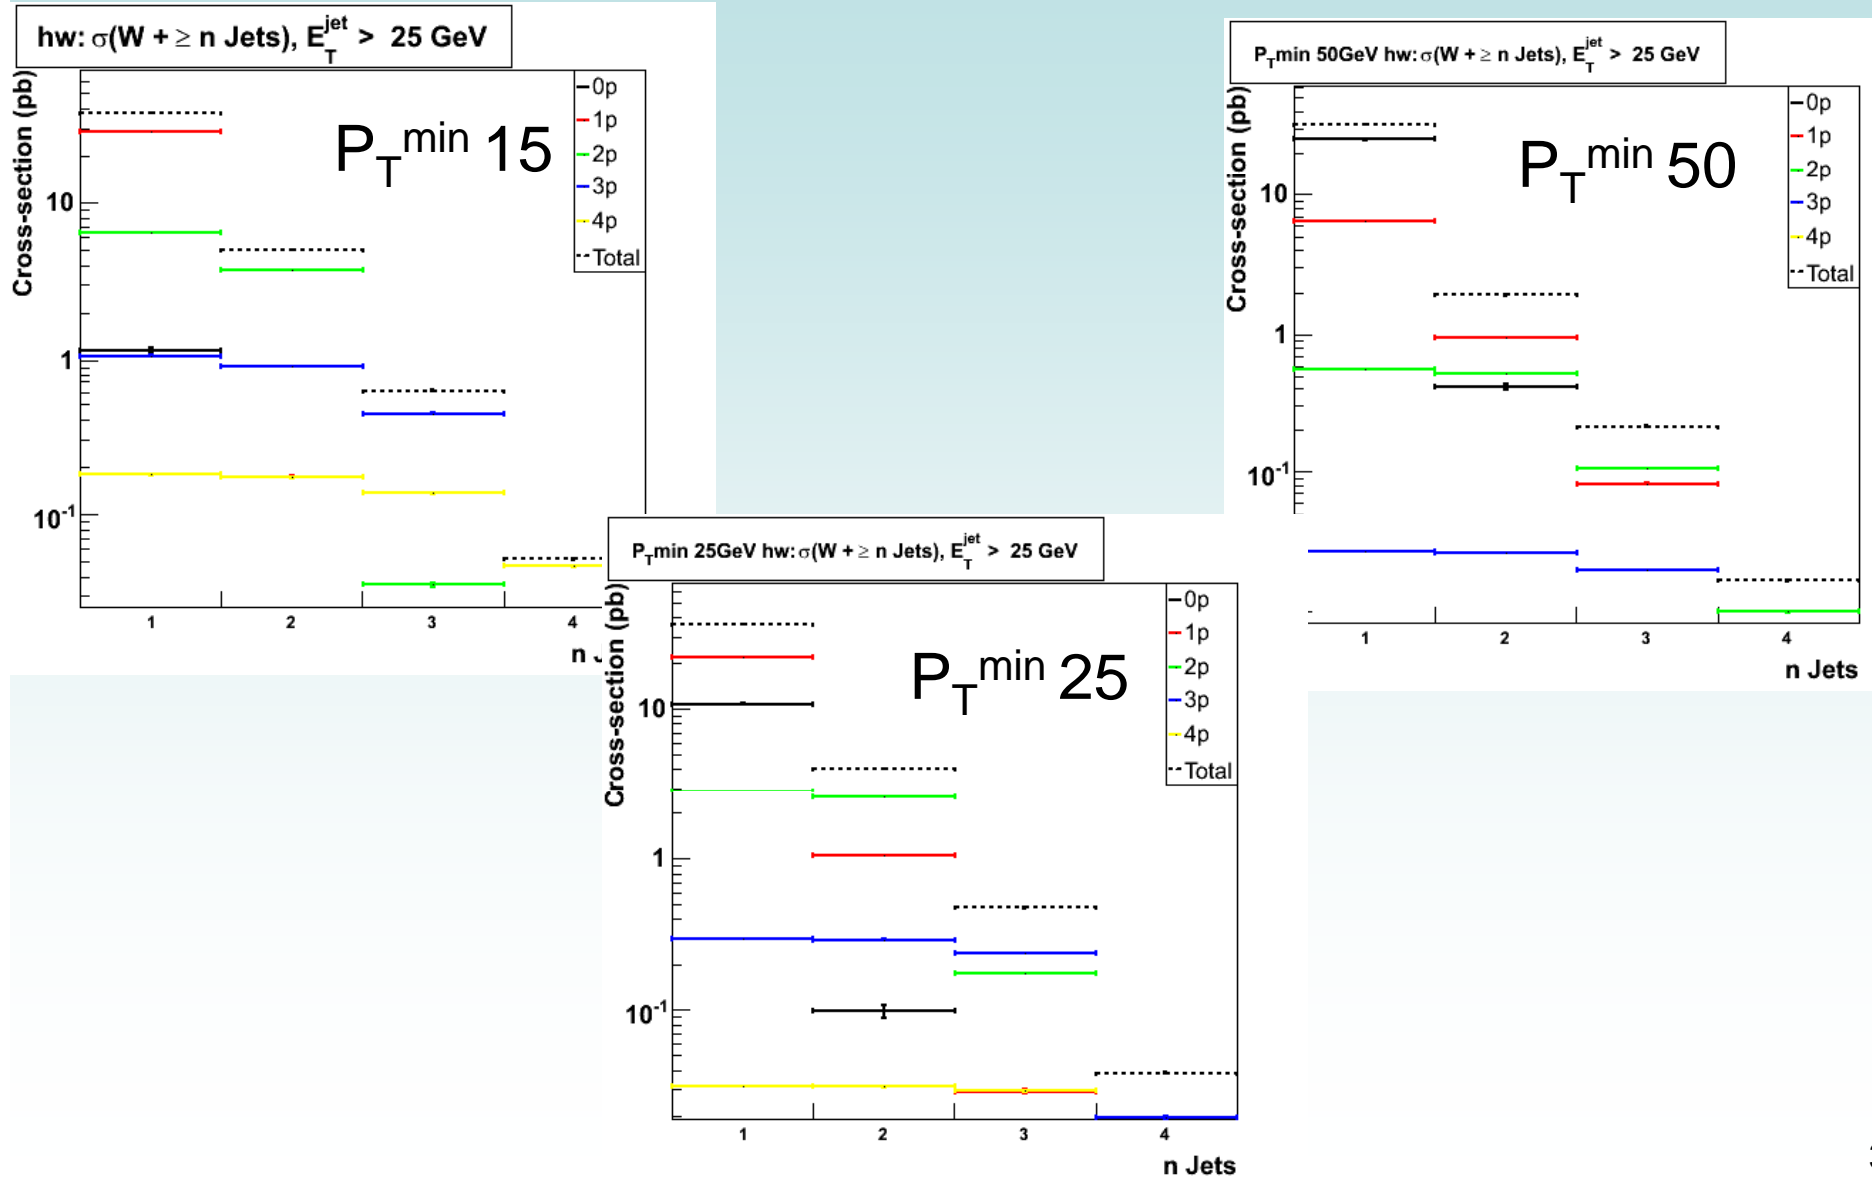 hw: σ(W + ≥ n Jets), E_T^jet > 25 GeV
Cross-section (pb)
P_T^min 15
0p
1p
2p
3p
4p
Total
10
1
10^-1
1 2 3 4
n
P_Tmin 50GeV hw: σ(W + ≥ n Jets), E_T^jet > 25 GeV
Cross-section (pb)
P_T^min 50
0p
1p
2p
3p
4p
Total
10
1
10^-1
1 2 3 4
n Jets
P_Tmin 25GeV hw: σ(W + ≥ n Jets), E_T^jet > 25 GeV
Cross-section (pb)
P_T^min 25
0p
1p
2p
3p
4p
Total
10
1
10^-1
1 2 3 4
n Jets